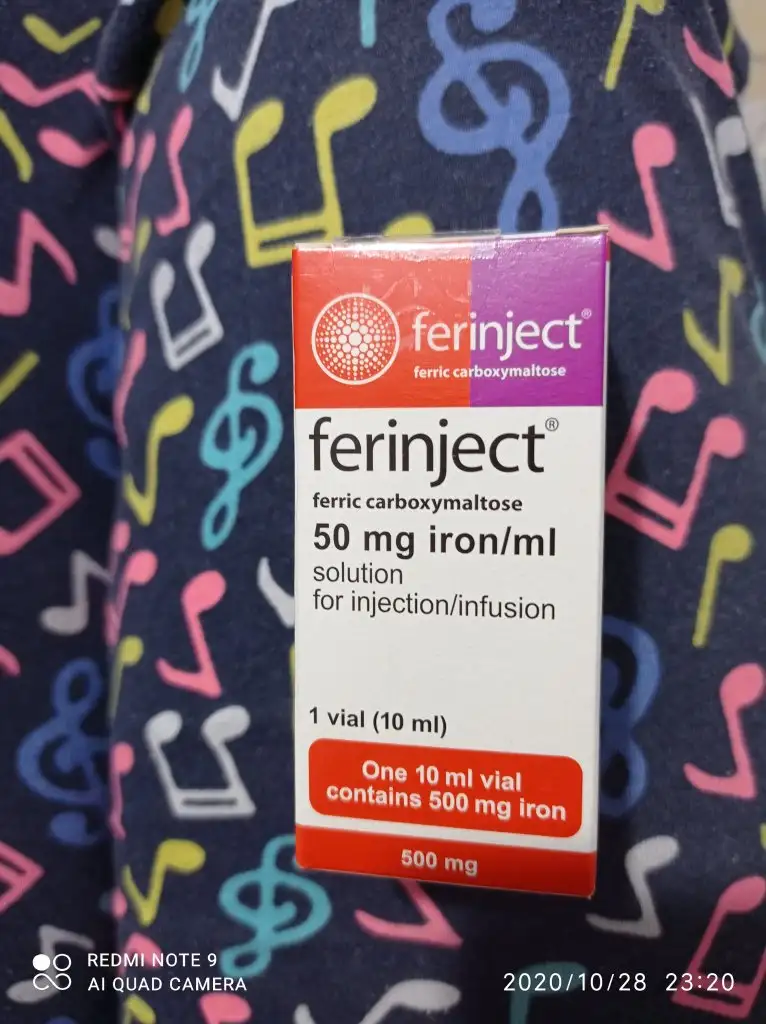 ferinject®
ferric carboxymaltose
ferinject®
ferric carboxymaltose
50 mg iron/ml
solution
for injection/infusion
1 vial (10 ml)
One 10 ml vial
contains 500 mg iron
500 mg
REDMI NOTE 9
AI QUAD CAMERA
2020/10/28 23:20